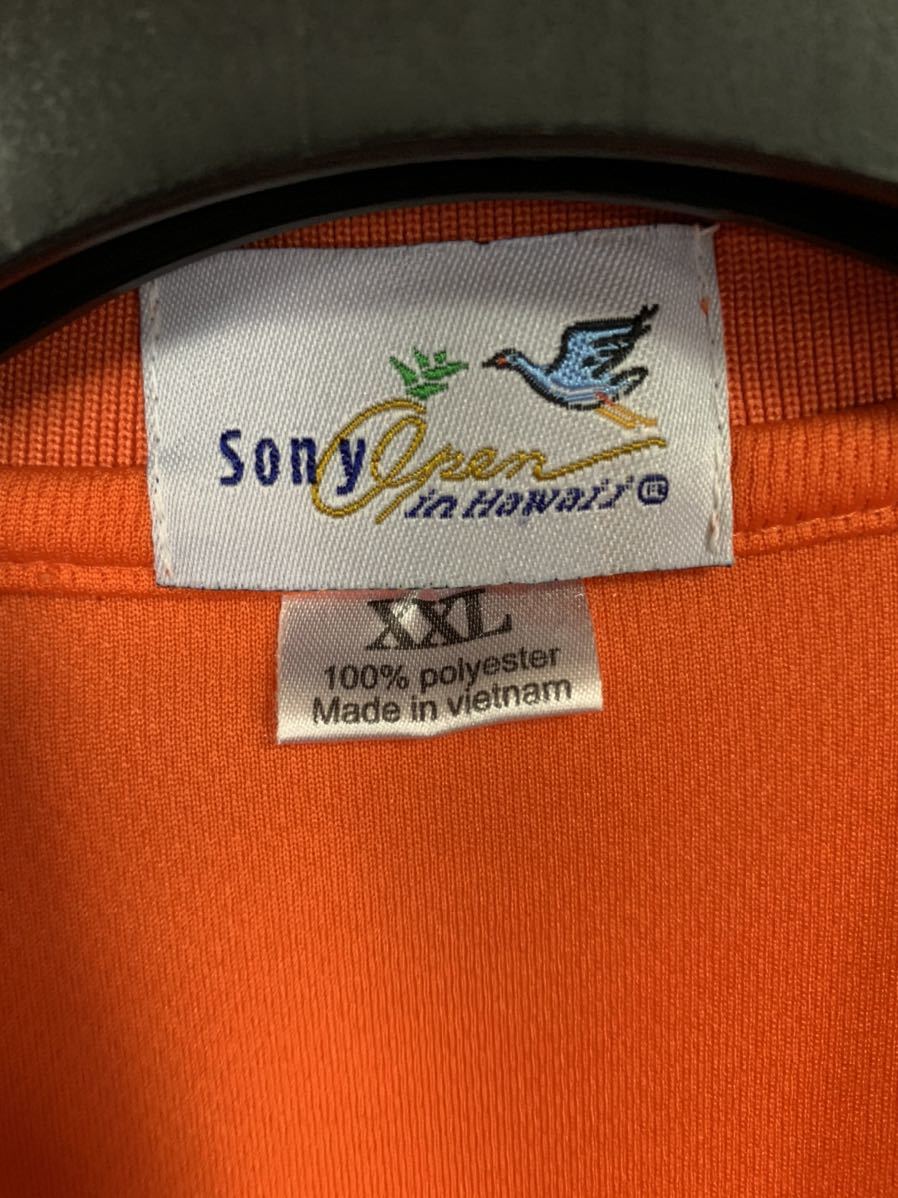 Sony Open
in Hawaii ®
XXL
100% polyester
Made in vietnam